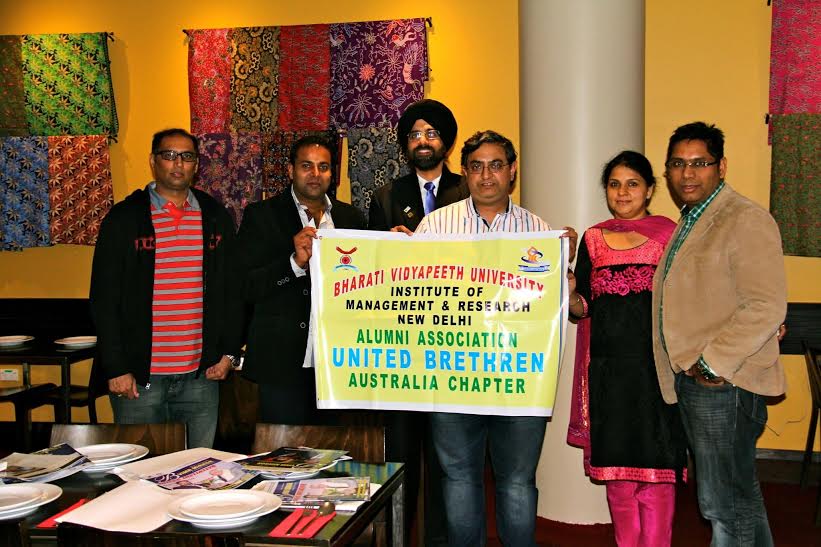 BHARATI VIDYAPEETH UNIVERSITY
INSTITUTE OF
MANAGEMENT & RESEARCH
NEW DELHI
ALUMNI ASSOCIATION
UNITED BRETHREN
AUSTRALIA CHAPTER